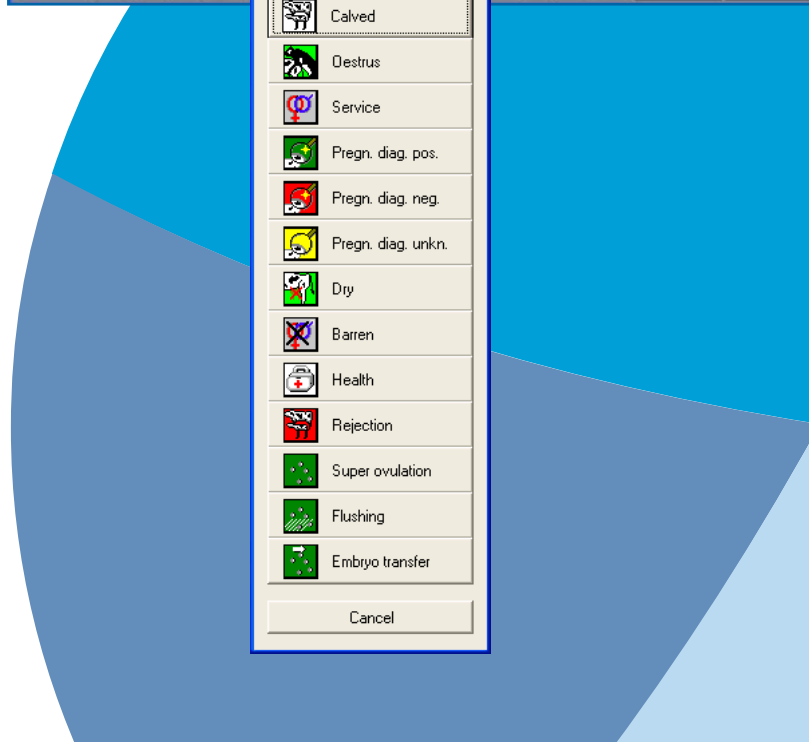 Calved
Oestrus
Service
Pregn. diag. pos.
Pregn. diag. neg.
Pregn. diag. unkn.
Dry
Barren
Health
Rejection
Super ovulation
Flushing
Embryo transfer
Cancel